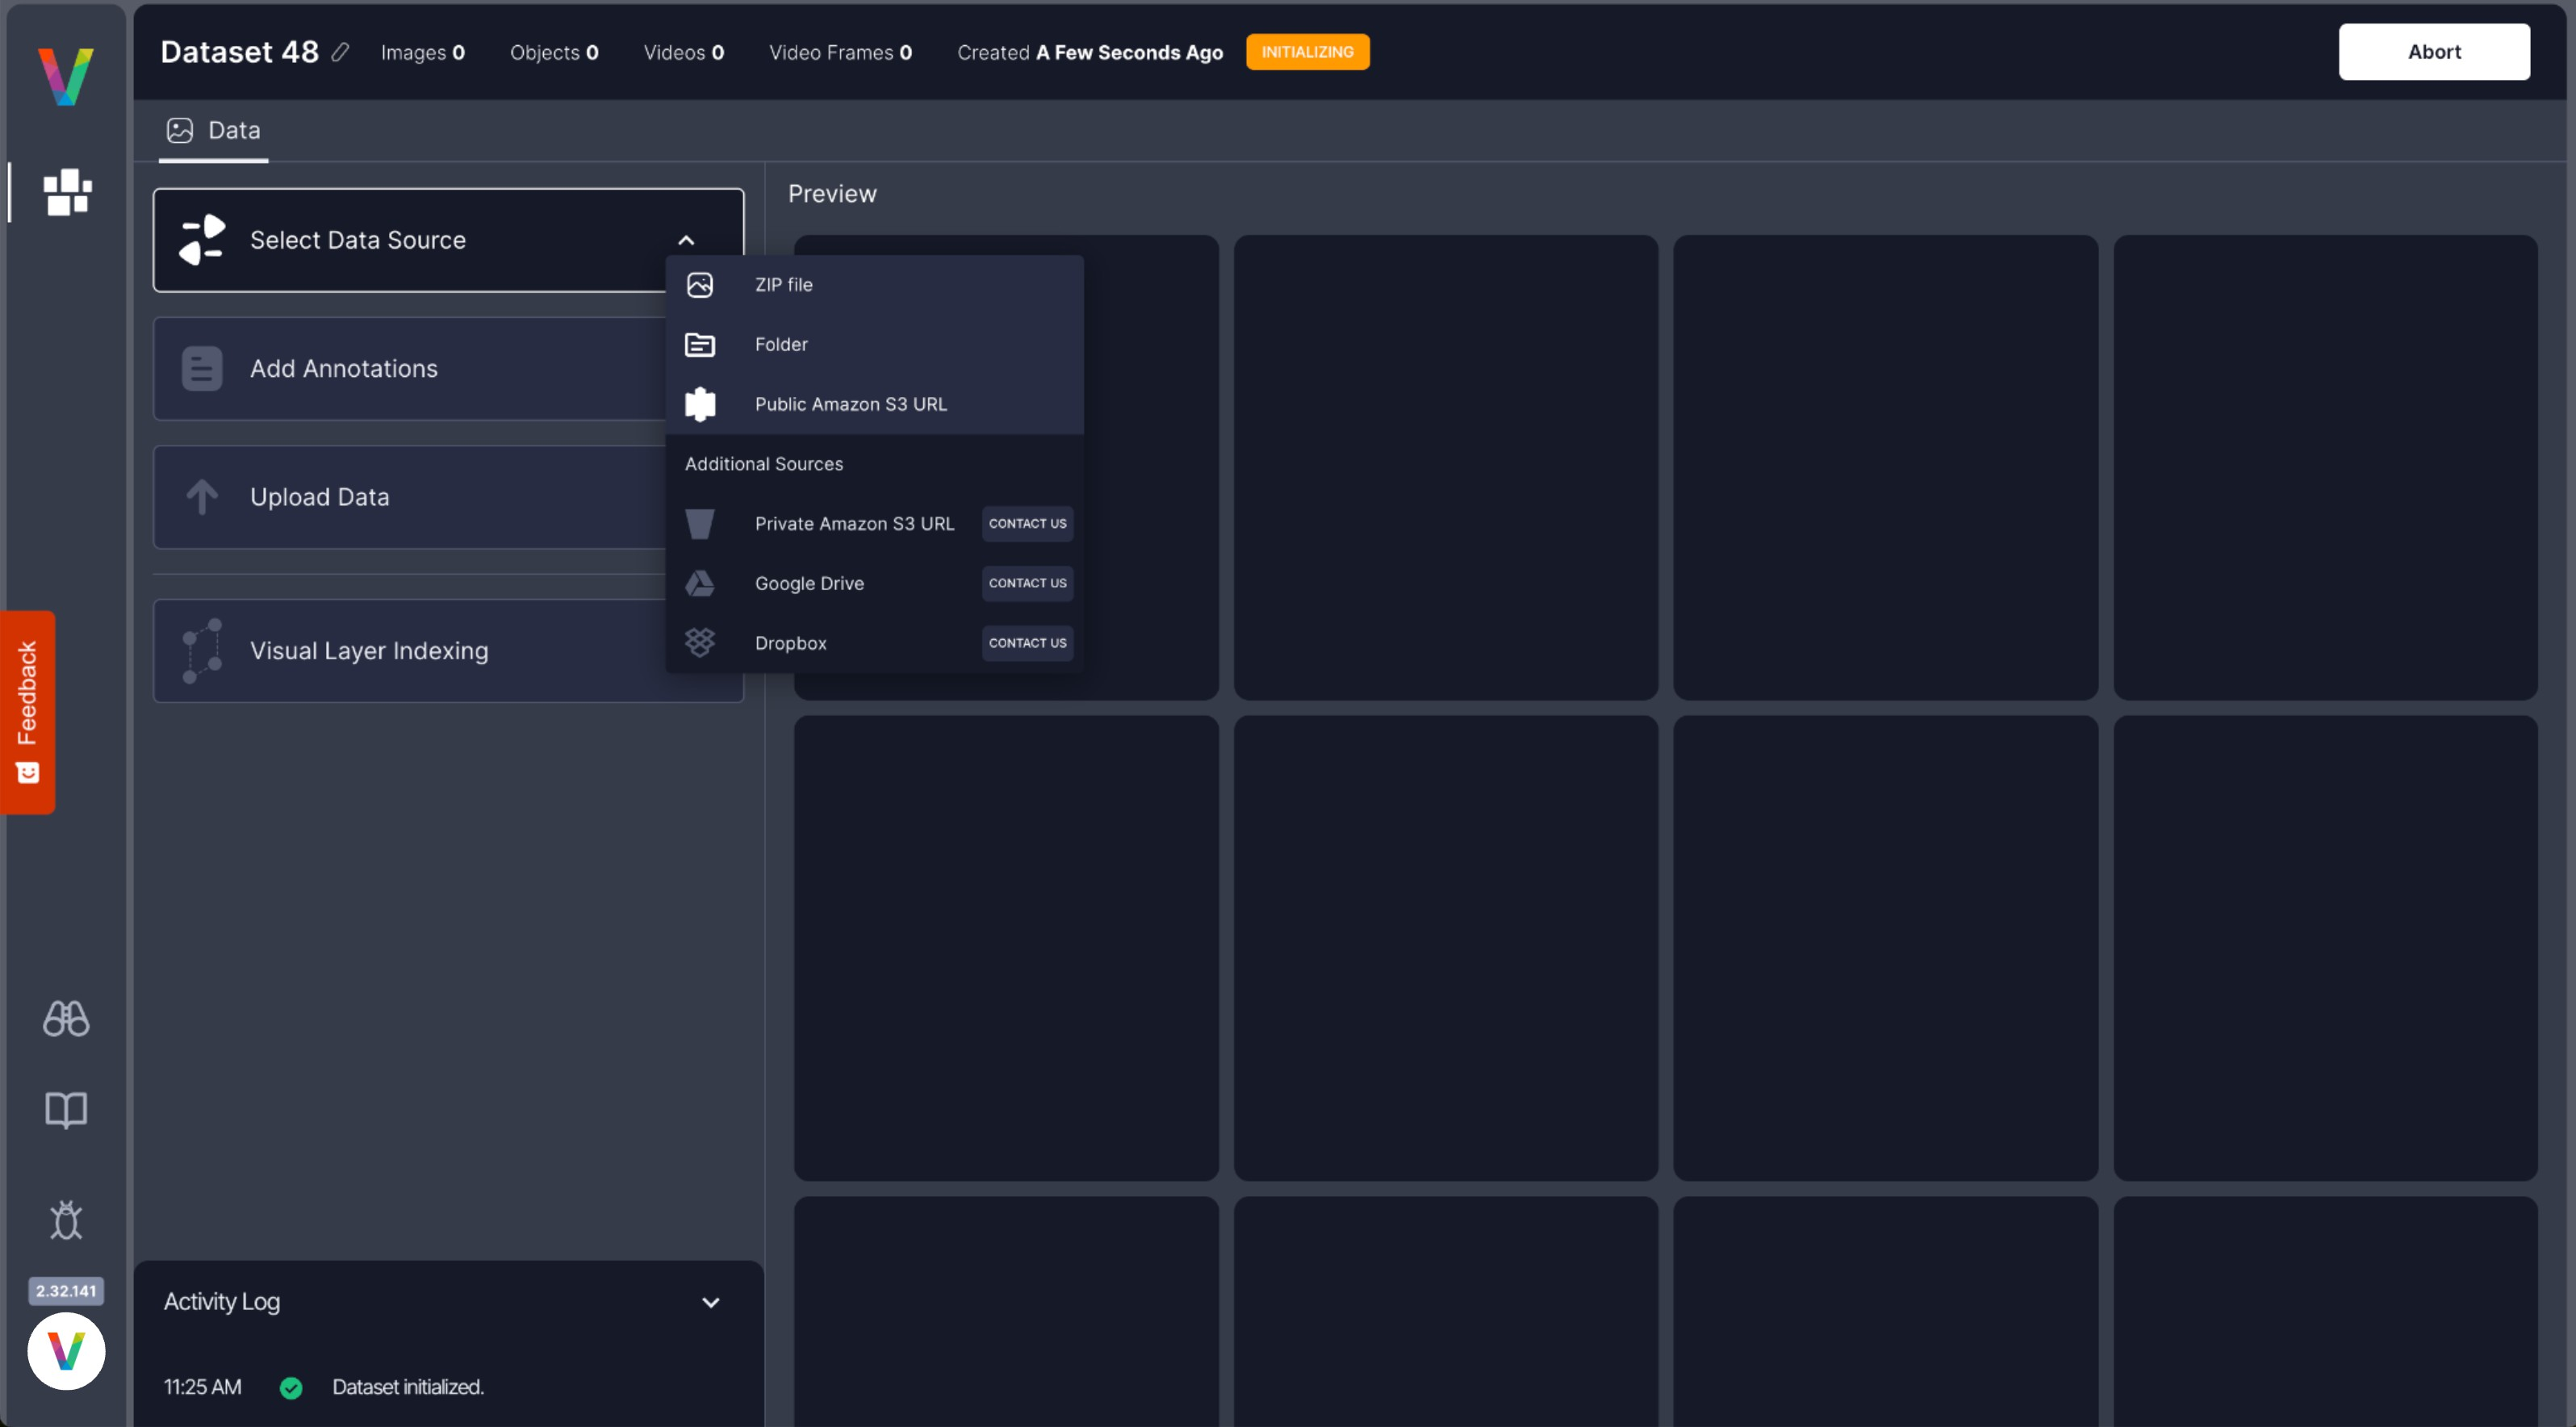 Dataset 48 Images 0 Objects 0 Videos 0 Video Frames 0 Created A Few Seconds Ago INITIALIZING Abort
Data
Select Data Source
Add Annotations
Upload Data
Visual Layer Indexing
ZIP file
Folder
Public Amazon S3 URL
Additional Sources
Private Amazon S3 URL CONTACT US
Google Drive CONTACT US
Dropbox CONTACT US
Preview
Feedback
2.32.141
Activity Log
11:25 AM Dataset initialized.